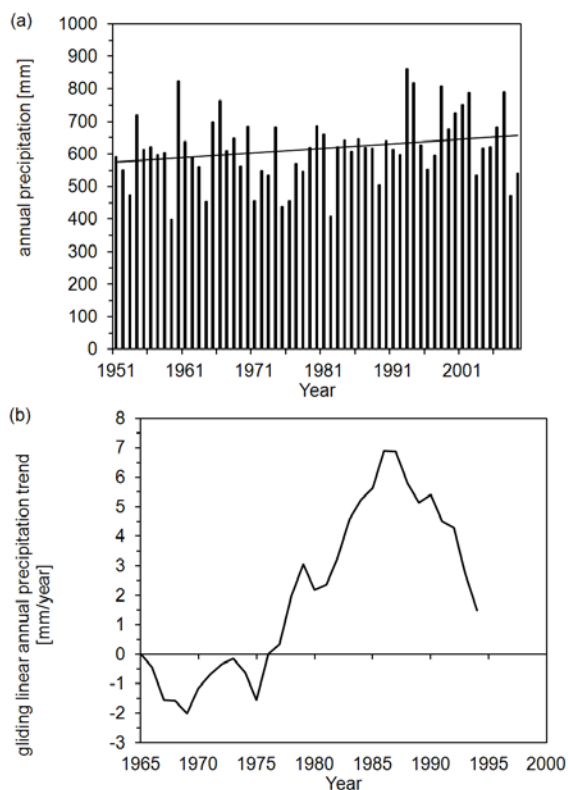 (a)
annual precipitation [mm]
1000
900
800
700
600
500
400
300
200
100
0
1951 1961 1971 1981 1991 2001
Year
(b)
gliding linear annual precipitation trend
[mm/year]
8
7
6
5
4
3
2
1
0
-1
-2
-3
1965 1970 1975 1980 1985 1990 1995 2000
Year